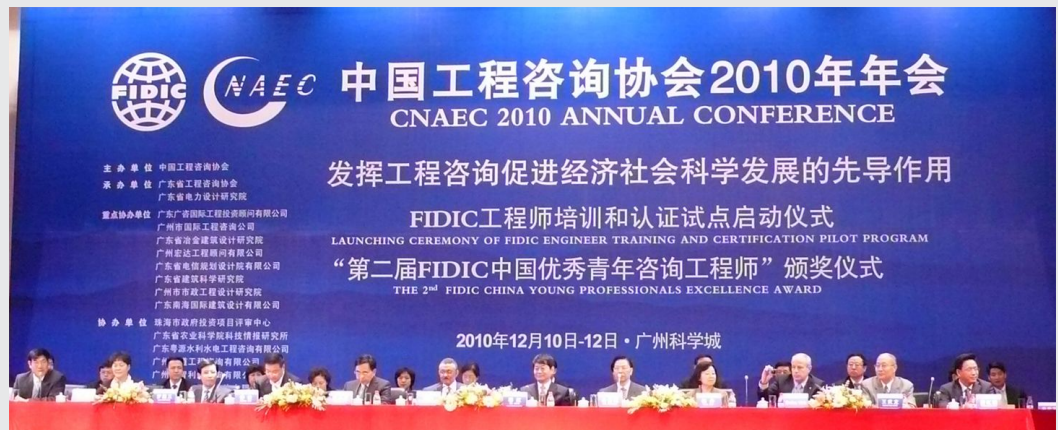 FIDIC
CNAEC
中国工程咨询协会2010年年会
CNAEC 2010 ANNUAL CONFERENCE
发挥工程咨询促进经济社会科学发展的先导作用
FIDIC工程师培训和认证试点启动仪式
LAUNCHING CEREMONY OF FIDIC ENGINEER TRAINING AND CERTIFICATION PILOT PROGRAM
“第二届FIDIC中国优秀青年咨询工程师”颁奖仪式
THE 2nd FIDIC CHINA YOUNG PROFESSIONALS EXCELLENCE AWARD
2010年12月10日-12日·广州科学城
主办单位 中国工程咨询协会
承办单位 广东省工程咨询协会
广东省电力设计研究院
重点协办单位 广东广咨国际工程投资顾问有限公司
广州市国际工程咨询公司
广东省冶金建筑设计研究院
广州宏达工程顾问有限公司
广东省电信规划设计院有限公司
广东省建筑科学研究院
广州市市政工程设计研究院
广东南海国际建筑设计有限公司
协办单位 珠海市政府投资项目评审中心
广东省农业科学院科技情报研究所
广东粤源水利水电工程咨询有限公司